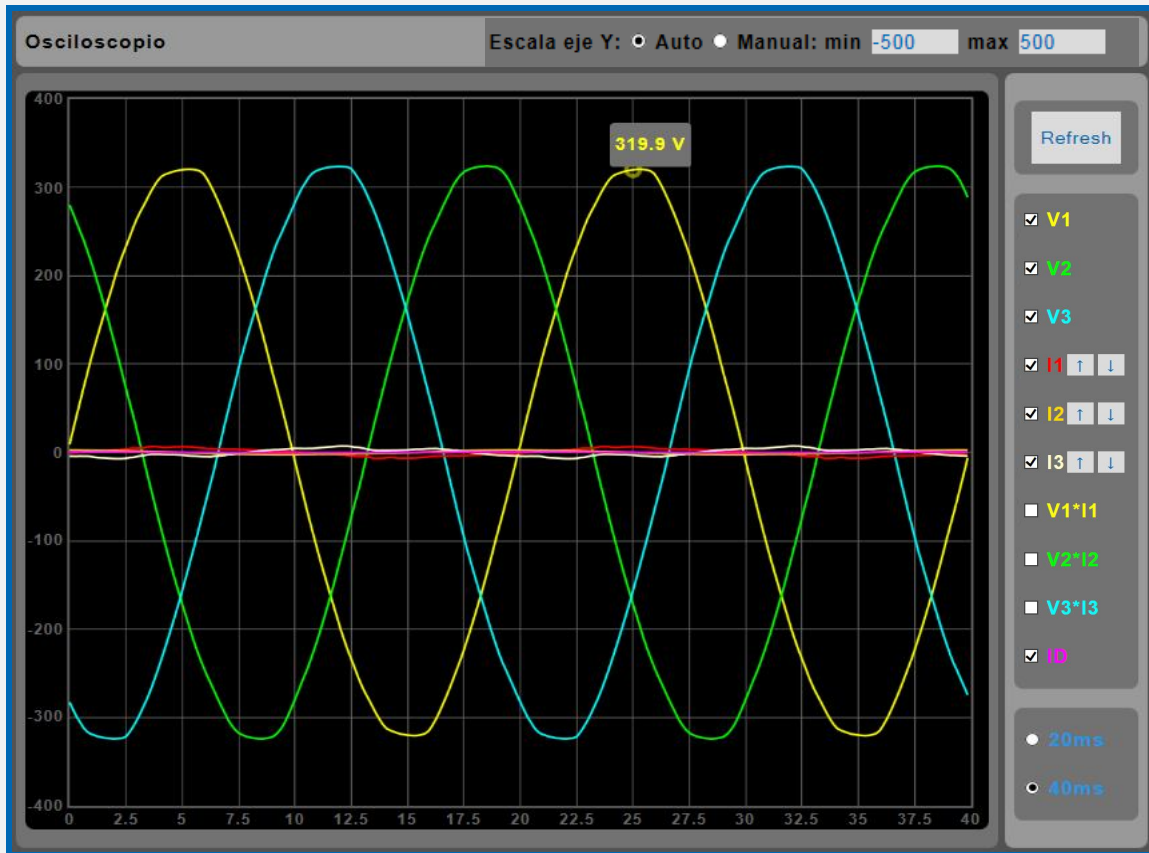 Osciloscopio
Escala eje Y: Auto Manual: min -500 max 500
400
300
200
100
0
-100
-200
-300
-400
0 2.5 5 7.5 10 12.5 15 17.5 20 22.5 25 27.5 30 32.5 35 37.5 40
319.9 V
Refresh
V1
V2
V3
I1 ↑ ↓
I2 ↑ ↓
I3 ↑ ↓
V1*I1
V2*I2
V3*I3
ID
20ms
40ms